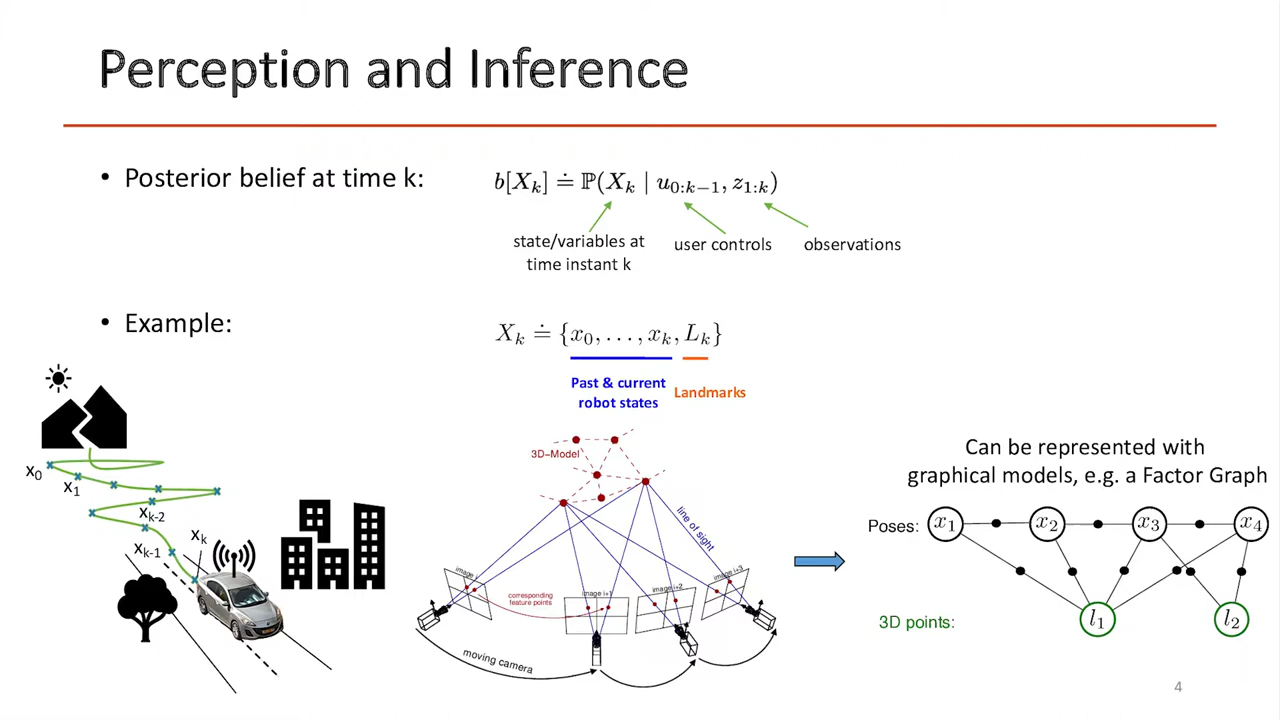 Perception and Inference
• Posterior belief at time k:
b[X_k] ≐ ℙ(X_k | u_{0:k−1}, z_{1:k})
state/variables at
time instant k
user controls
observations
• Example:
X_k ≐ {x_0, . . . , x_k, L_k}
Past & current
robot states
Landmarks
x_0
x_1
x_{k-2}
x_{k-1}
x_k
3D−Model
line of sight
image i
corresponding
feature points
image i+1
image i+2
image i+3
moving camera
Can be represented with
graphical models, e.g. a Factor Graph
Poses:
x_1
x_2
x_3
x_4
3D points:
l_1
l_2
4